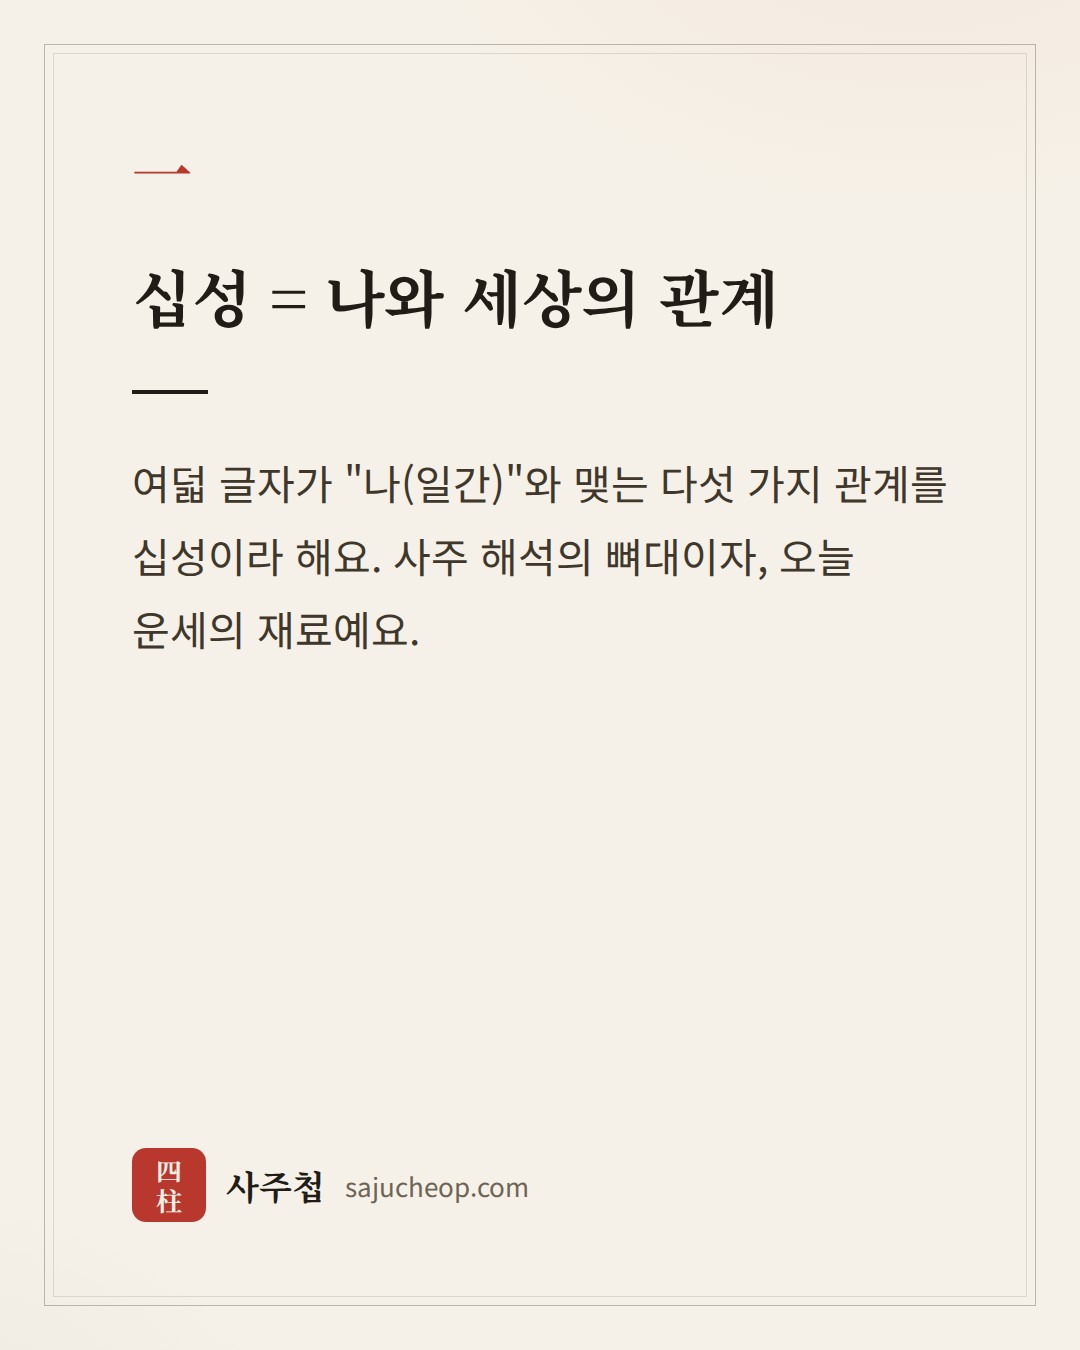 一
십성 = 나와 세상의 관계
여덟 글자가 "나(일간)"와 맺는 다섯 가지 관계를
십성이라 해요. 사주 해석의 뼈대이자, 오늘
운세의 재료예요.
四
柱
사주첩 sajucheop.com